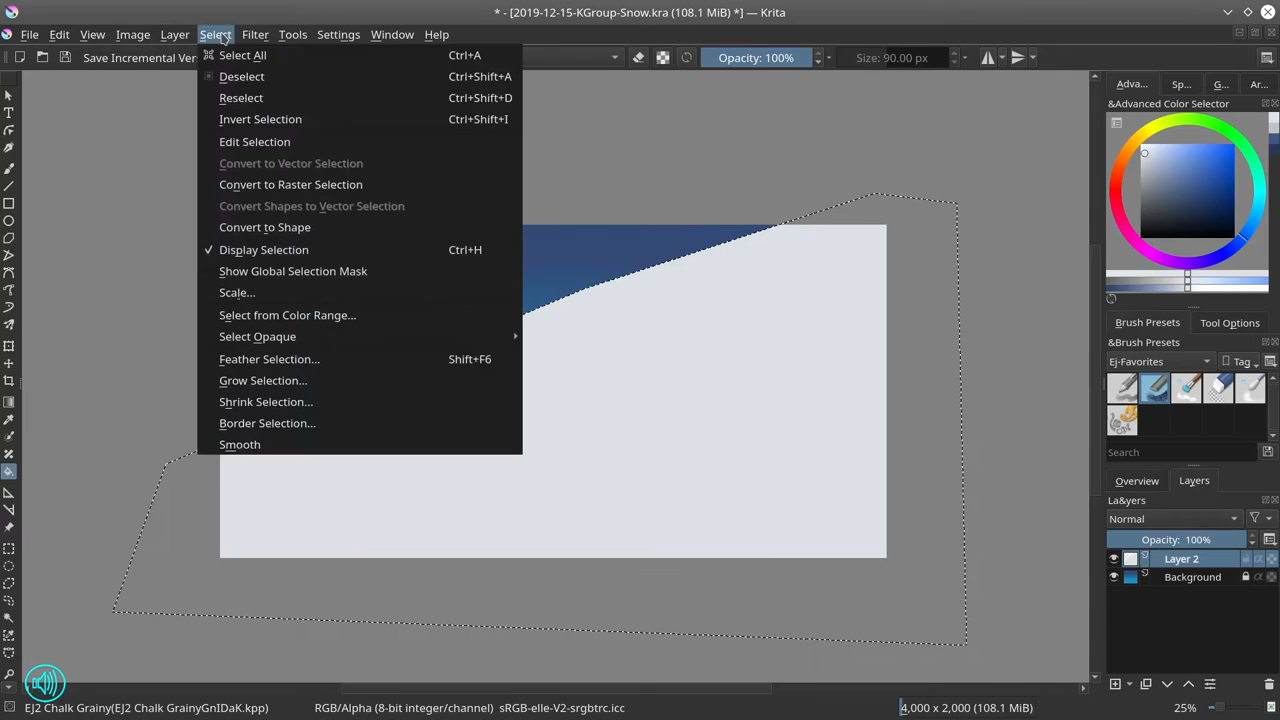 * - [2019-12-15-KGroup-Snow.kra (108.1 MiB) *] — Krita
File Edit View Image Layer Select Filter Tools Settings Window Help
Save Incremental Ver
Opacity: 100%
Size: 90.00 px
Select All Ctrl+A
Deselect Ctrl+Shift+A
Reselect Ctrl+Shift+D
Invert Selection Ctrl+Shift+I
Edit Selection
Convert to Vector Selection
Convert to Raster Selection
Convert Shapes to Vector Selection
Convert to Shape
✓ Display Selection Ctrl+H
Show Global Selection Mask
Scale...
Select from Color Range...
Select Opaque
Feather Selection... Shift+F6
Grow Selection...
Shrink Selection...
Border Selection...
Smooth
Adva... Sp... G... Ar...
&Advanced Color Selector
Brush Presets Tool Options
&Brush Presets
Ej-Favorites Tag
Search
Overview Layers
La&yers
Normal
Opacity: 100%
Layer 2
Background
EJ2 Chalk Grainy(EJ2 Chalk GrainyGnIDaK.kpp) RGB/Alpha (8-bit integer/channel) sRGB-elle-V2-srgbtrc.icc 4,000 x 2,000 (108.1 MiB) 25%